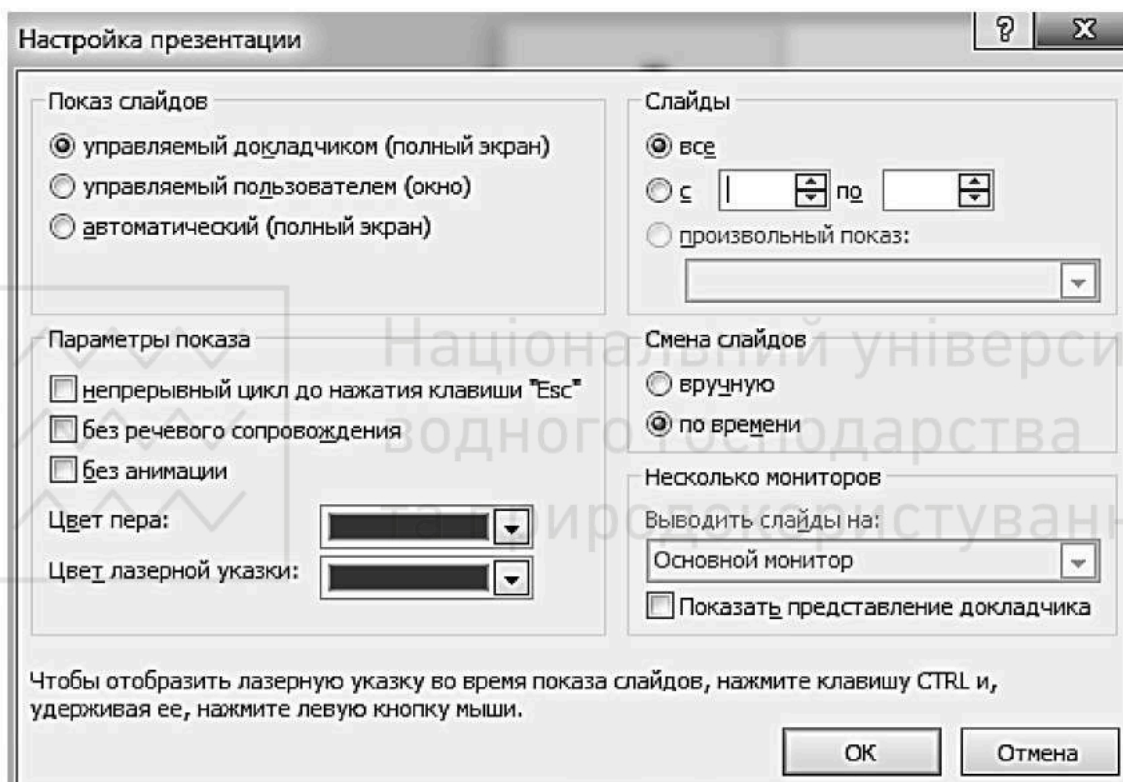 Настройка презентации
Показ слайдов
управляемый докладчиком (полный экран)
управляемый пользователем (окно)
автоматический (полный экран)
Слайды
все
с по
произвольный показ:
Параметры показа
непрерывный цикл до нажатия клавиши "Esc"
без речевого сопровождения
без анимации
Цвет пера:
Цвет лазерной указки:
Смена слайдов
вручную
по времени
Несколько мониторов
Выводить слайды на:
Основной монитор
Показать представление докладчика
Чтобы отобразить лазерную указку во время показа слайдов, нажмите клавишу CTRL и,
удерживая ее, нажмите левую кнопку мыши.
ОК Отмена
Національний універси
водного господарства
та природокористуванн